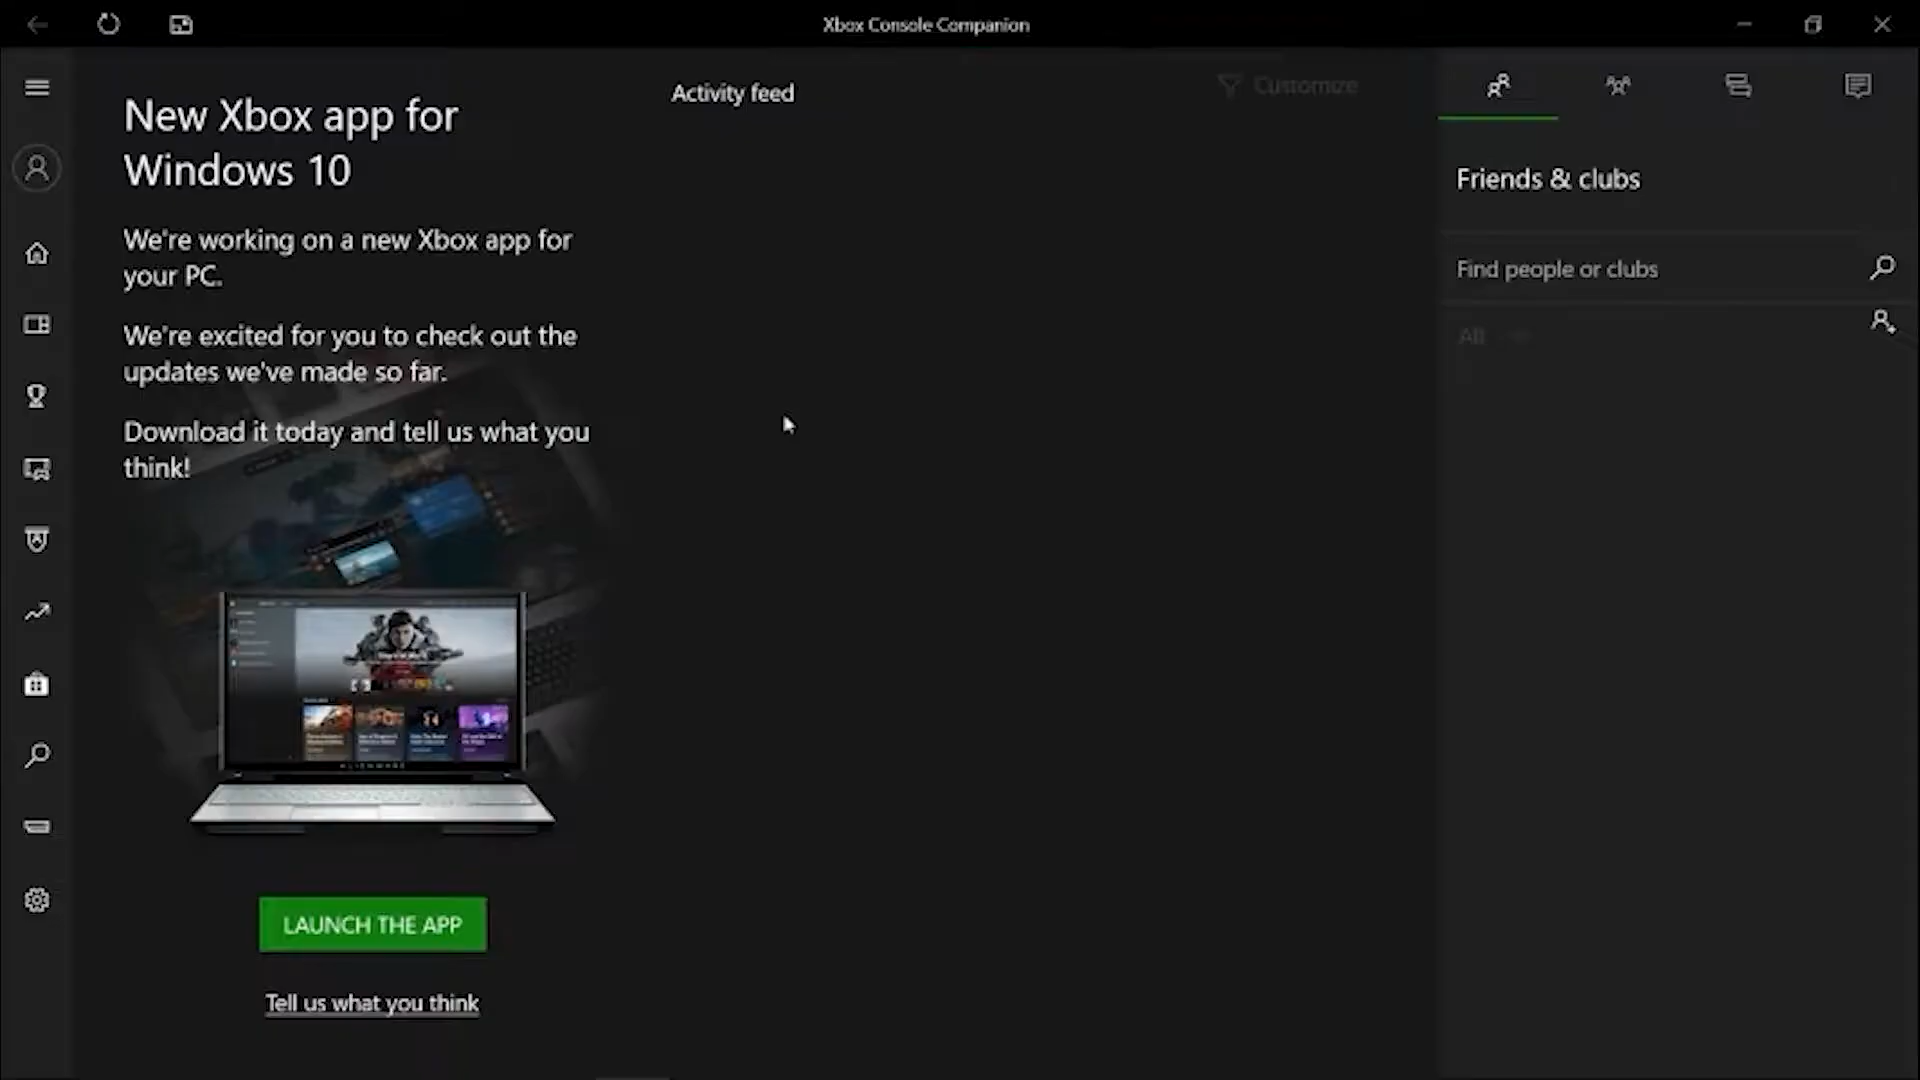 Xbox Console Companion
New Xbox app for
Windows 10
We're working on a new Xbox app for
your PC.
We're excited for you to check out the
updates we've made so far.
Download it today and tell us what you
think!
LAUNCH THE APP
Tell us what you think
Activity feed
Customize
Friends & clubs
Find people or clubs
All